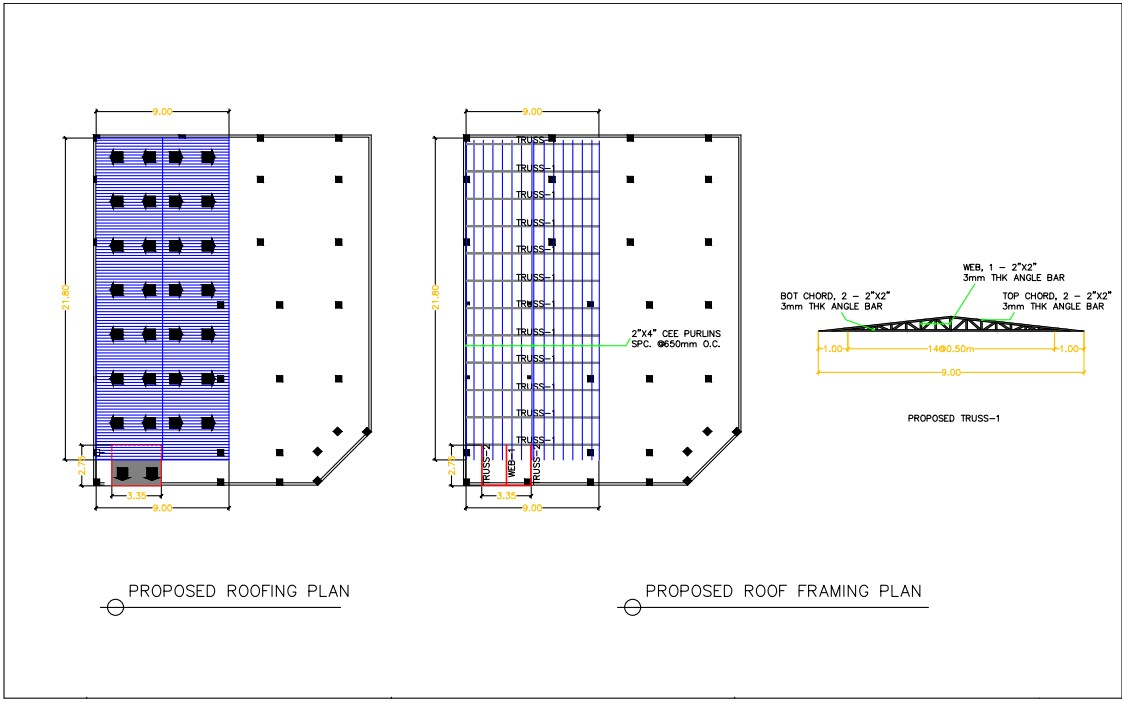 9.00
21.80
3.35
9.00
PROPOSED ROOFING PLAN
9.00
21.80
TRUSS-1
TRUSS-1
TRUSS-1
TRUSS-1
TRUSS-1
TRUSS-1
TRUSS-1
TRUSS-1
TRUSS-1
TRUSS-1
TRUSS-1
TRUSS-1
2"X4" CEE PURLINS
SPC. @650mm O.C.
TRUSS-2
WEB-1
TRUSS-2
3.35
9.00
PROPOSED ROOF FRAMING PLAN
WEB, 1 - 2"X2"
3mm THK ANGLE BAR
BOT CHORD, 2 - 2"X2"
3mm THK ANGLE BAR
TOP CHORD, 2 - 2"X2"
3mm THK ANGLE BAR
1.00
14@0.50m
1.00
9.00
PROPOSED TRUSS-1